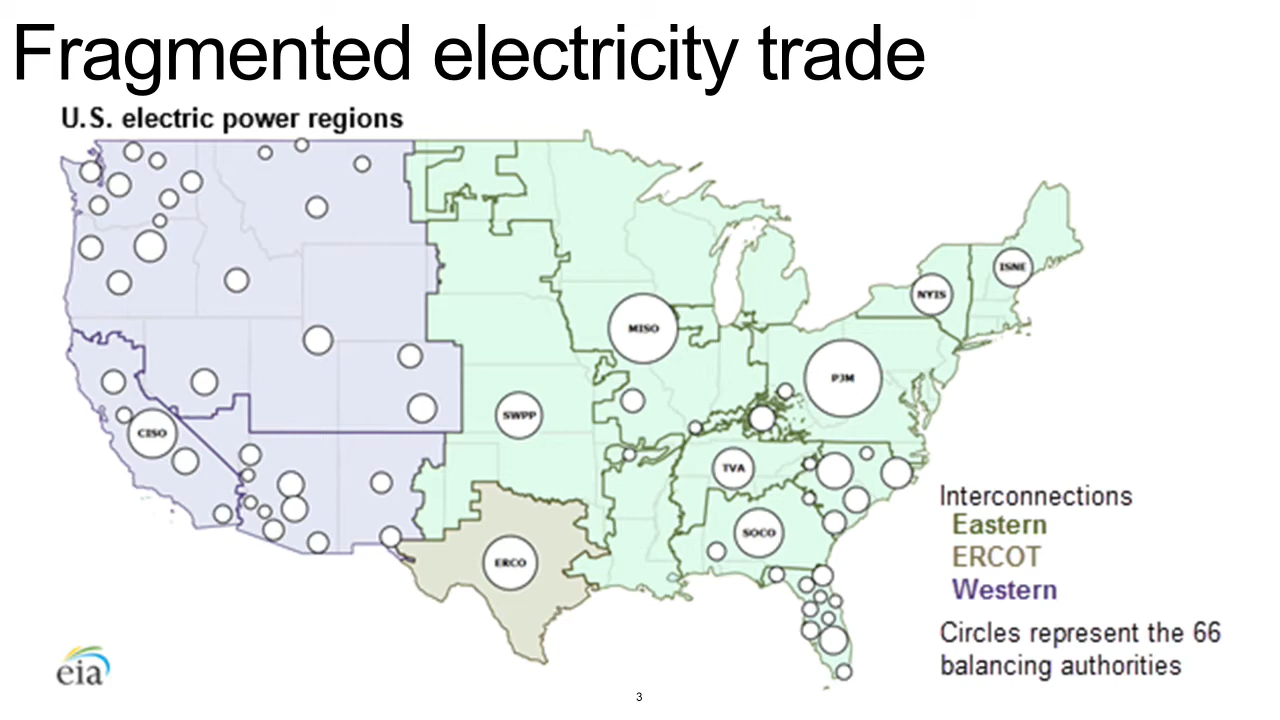 Fragmented electricity trade
U.S. electric power regions
ISNE
NYIS
MISO
PJM
SWPP
CISO
TVA
SOCO
ERCO
Interconnections
Eastern
ERCOT
Western
Circles represent the 66
balancing authorities
eia
3